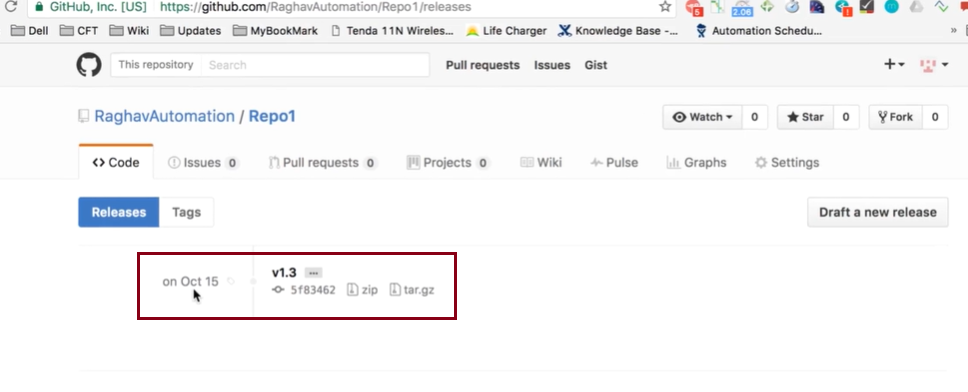 GitHub, Inc. [US] https://github.com/RaghavAutomation/Repo1/releases
5 2.06 1
Dell CFT Wiki Updates MyBookMark Tenda 11N Wireles... Life Charger Knowledge Base -... Automation Schedu... »
This repository Search Pull requests Issues Gist
RaghavAutomation / Repo1 Watch 0 Star 0 Fork 0
Code Issues 0 Pull requests 0 Projects 0 Wiki Pulse Graphs Settings
Releases Tags Draft a new release
v1.3 ...
on Oct 15 5f83462 zip tar.gz